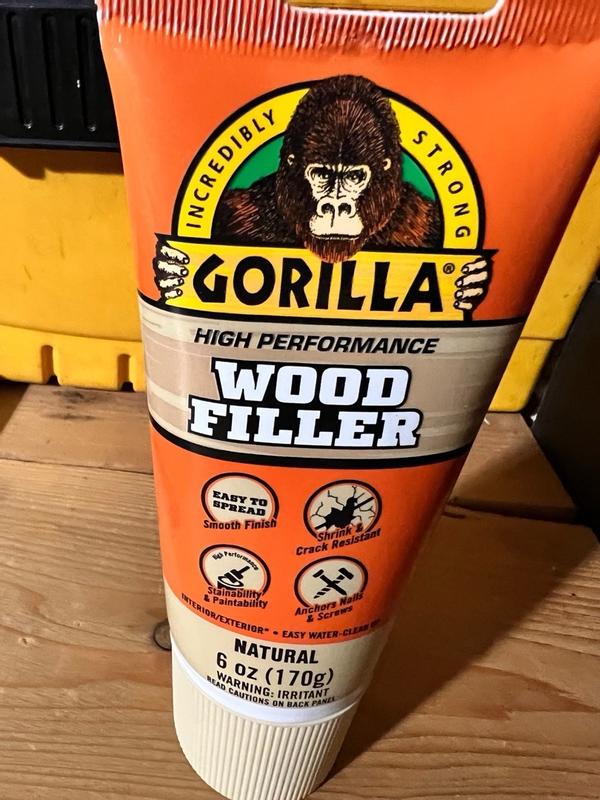 INCREDIBLY STRONG
GORILLA®
HIGH PERFORMANCE
WOOD
FILLER
EASY TO
SPREAD
Smooth Finish
Shrink &
Crack Resistant
High Performance
Stainability
& Paintability
Anchors Nails
& Screws
INTERIOR/EXTERIOR* • EASY WATER-CLEAN UP
NATURAL
6 oz (170g)
WARNING: IRRITANT
READ CAUTIONS ON BACK PANEL